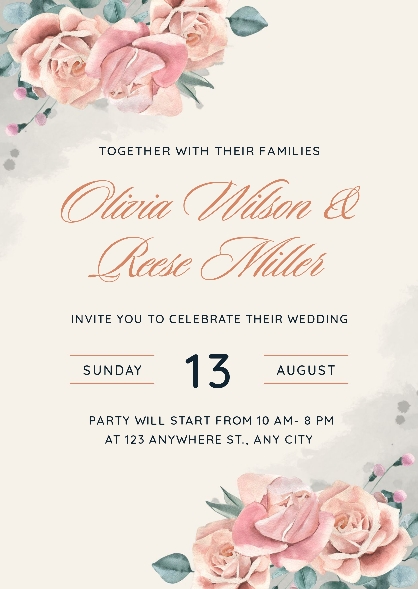 TOGETHER WITH THEIR FAMILIES
Olivia Wilson &
Reese Miller
INVITE YOU TO CELEBRATE THEIR WEDDING
SUNDAY 13 AUGUST
PARTY WILL START FROM 10 AM- 8 PM
AT 123 ANYWHERE ST., ANY CITY